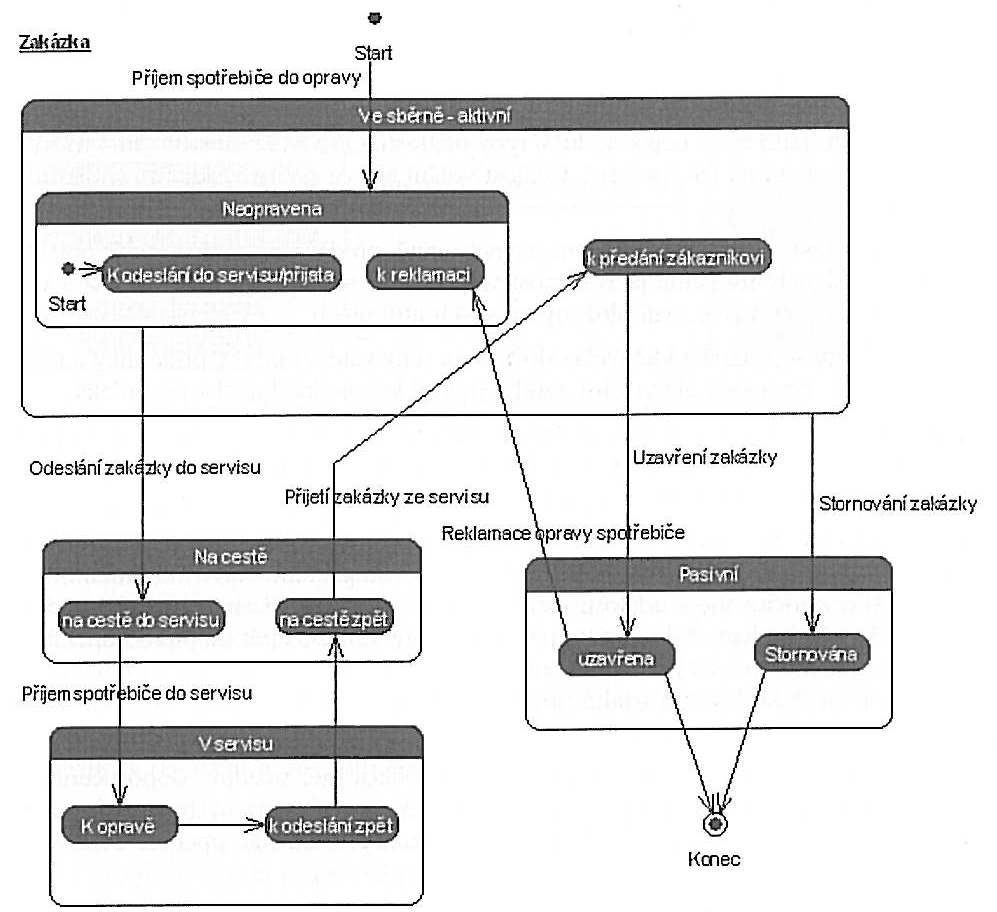 Zakázka
Start
Příjem spotřebiče do opravy
Ve sběrně - aktivní
Neopravena
K odeslání do servisu/přijata
k reklamaci
k předání zákazníkovi
Start
Odeslání zakázky do servisu
Uzavření zakázky
Přijetí zakázky ze servisu
Stornování zakázky
Reklamace opravy spotřebiče
Na cestě
Pasivní
na cestě do servisu
na cestě zpět
uzavřena
Stornována
Příjem spotřebiče do servisu
V servisu
K opravě
k odeslání zpět
Konec